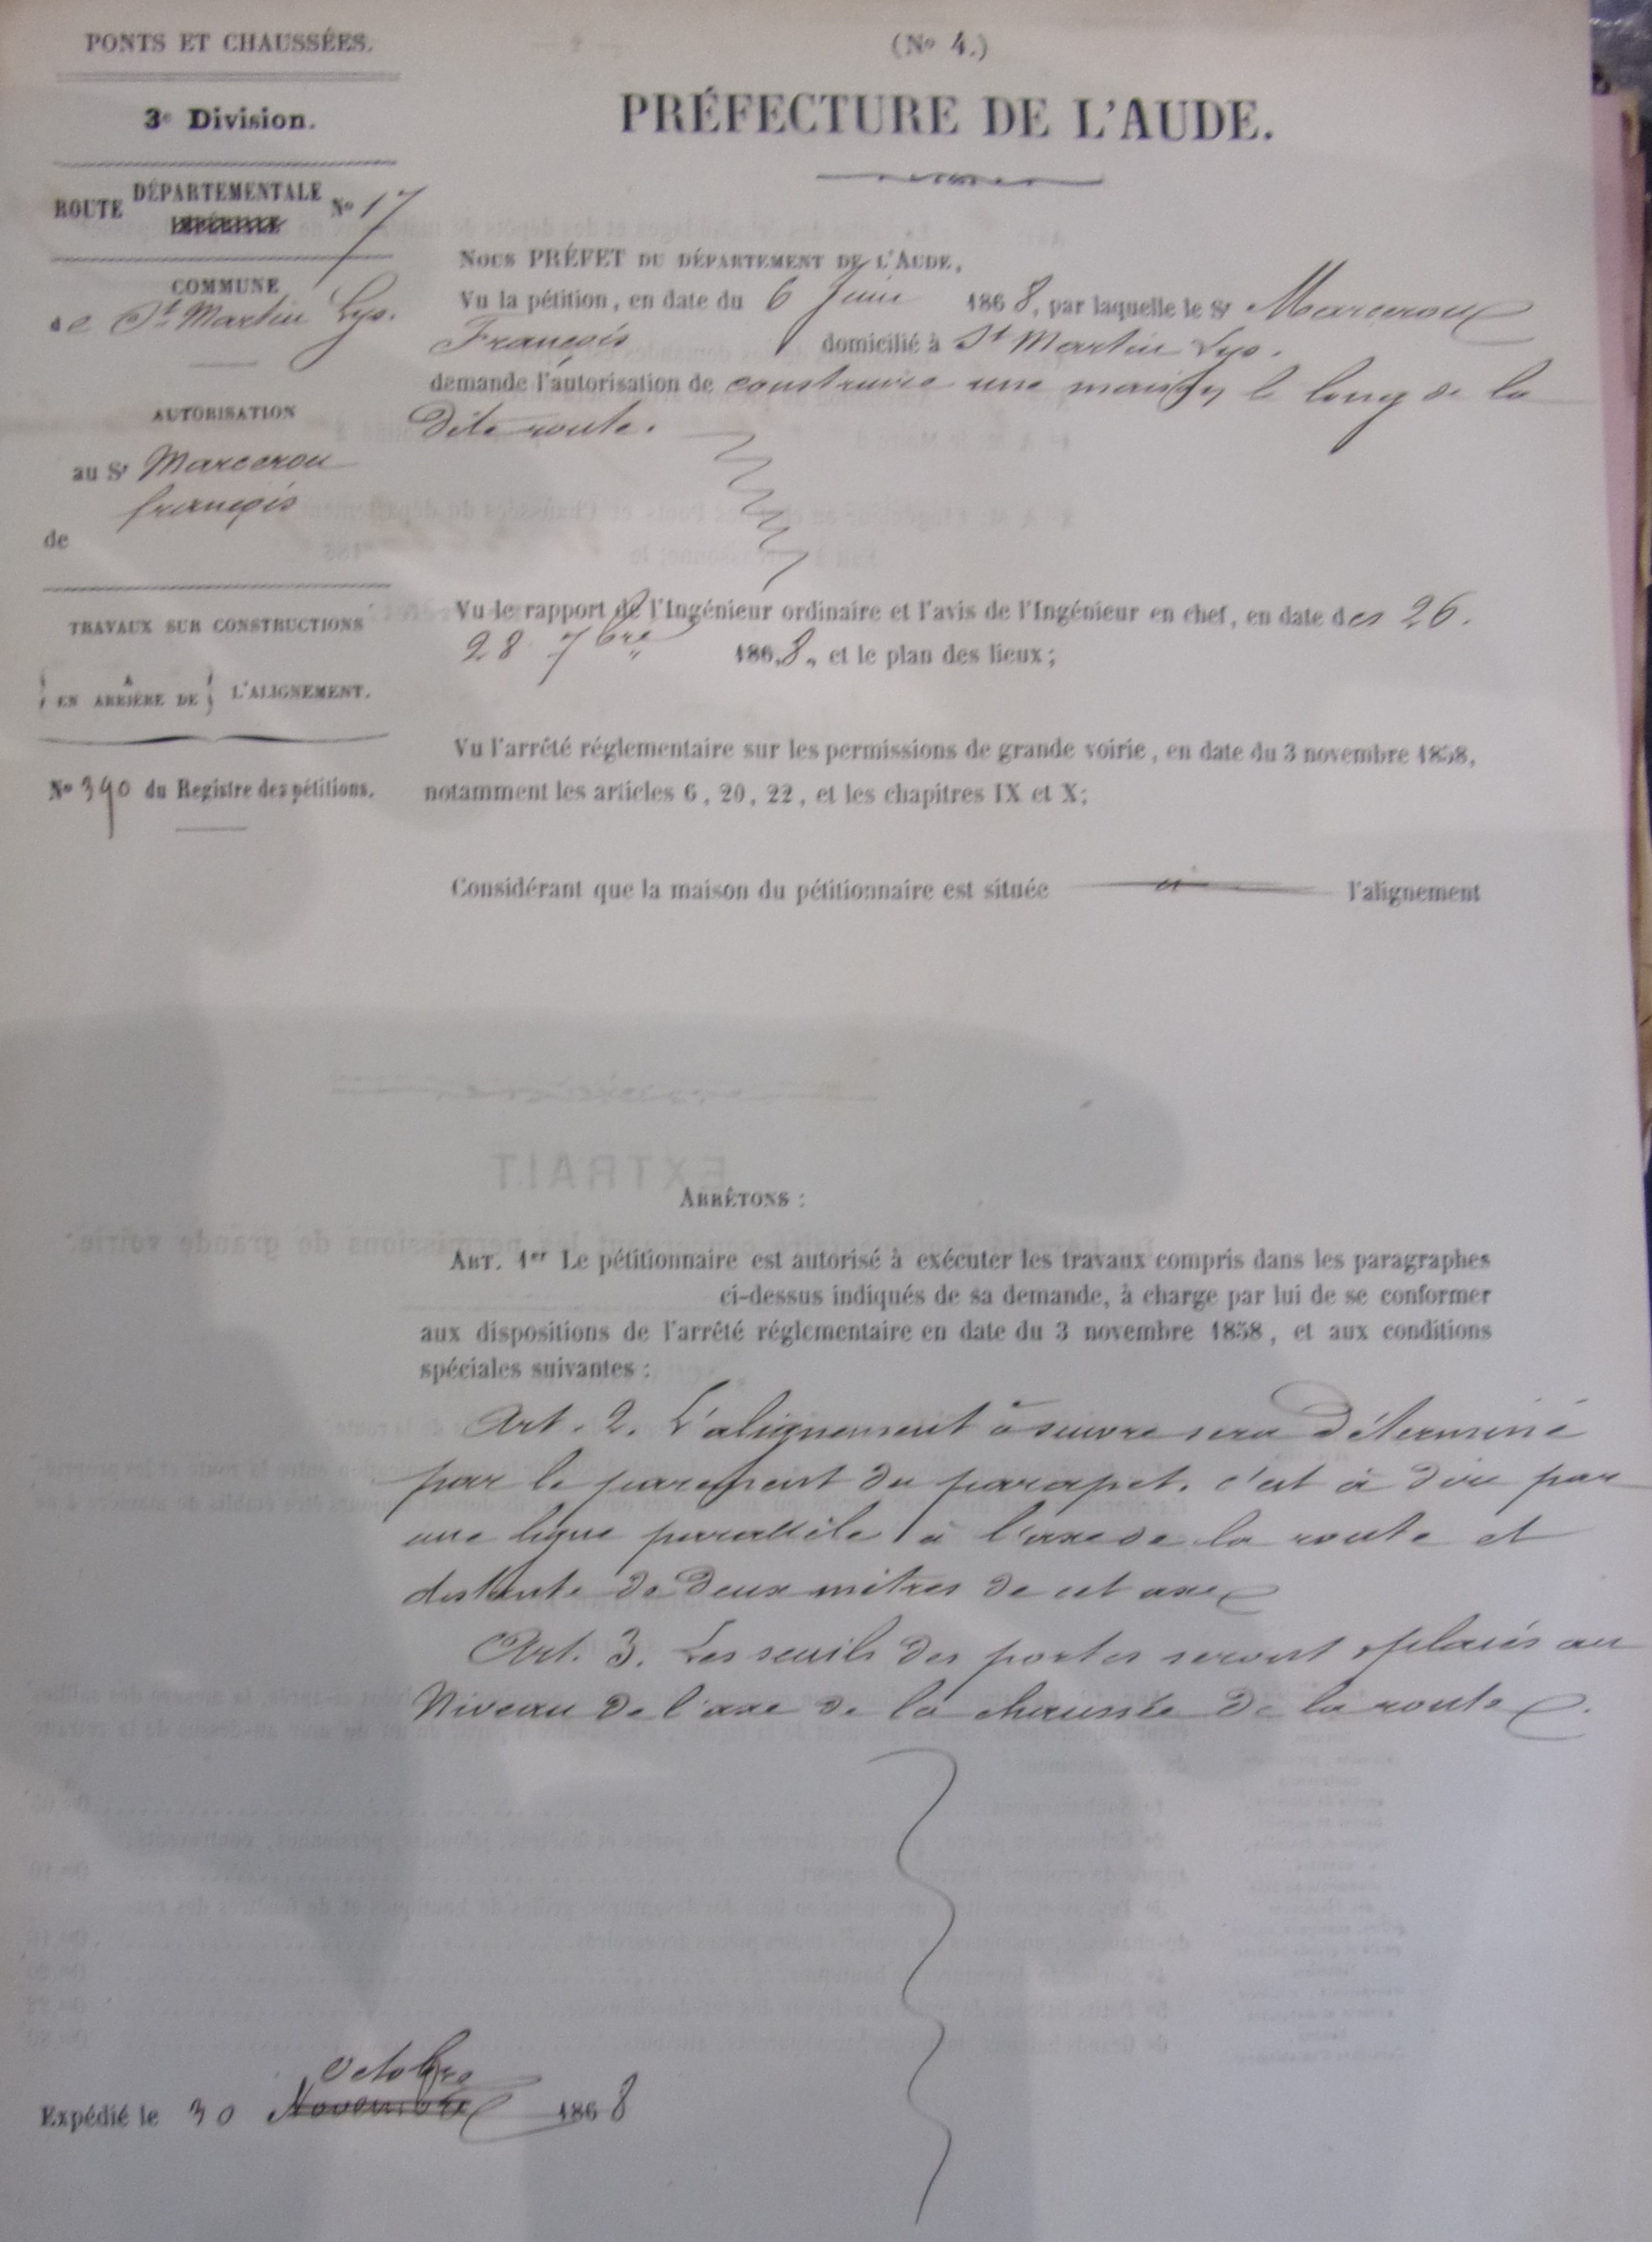 PONTS ET CHAUSSÉES.
3e Division.
ROUTE DÉPARTEMENTALE IMPÉRIALE No 17
COMMUNE
de St Martin Lys.
AUTORISATION
au Sr Marcerou
françois
de
TRAVAUX SUR CONSTRUCTIONS
A
EN ARRIÈRE DE } L'ALIGNEMENT.
No 390 du Registre des pétitions.
(No 4.)
PRÉFECTURE DE L'AUDE.
Nous PRÉFET DU DÉPARTEMENT DE L'AUDE,
Vu la pétition, en date du 6 Juin 1868, par laquelle le Sr Marcerou
François domicilié à St Martin Lys.
demande l'autorisation de construire une maison le long de la
dite route.
Vu le rapport de l'Ingénieur ordinaire et l'avis de l'Ingénieur en chef, en date des 26.
28 7bre 1868, et le plan des lieux;
Vu l'arrêté réglementaire sur les permissions de grande voirie, en date du 3 novembre 1858,
notamment les articles 6, 20, 22, et les chapitres IX et X;
Considérant que la maison du pétitionnaire est située à l'alignement
EXTRAIT
ARRÊTONS :
ART. 1er Le pétitionnaire est autorisé à exécuter les travaux compris dans les paragraphes
ci-dessus indiqués de sa demande, à charge par lui de se conformer
aux dispositions de l'arrêté réglementaire en date du 3 novembre 1858, et aux conditions
spéciales suivantes :
Art. 2. L'alignement à suivre sera déterminé
par le parement du parapet. c'est à dire par
une ligne parallèle à l'axe de la route et
distante de deux mètres de cet axe
Art. 3. Les seuils des portes seront placés au
Niveau de l'axe de la chaussée de la route.
Octobre
Expédié le 30 Novembre 1868